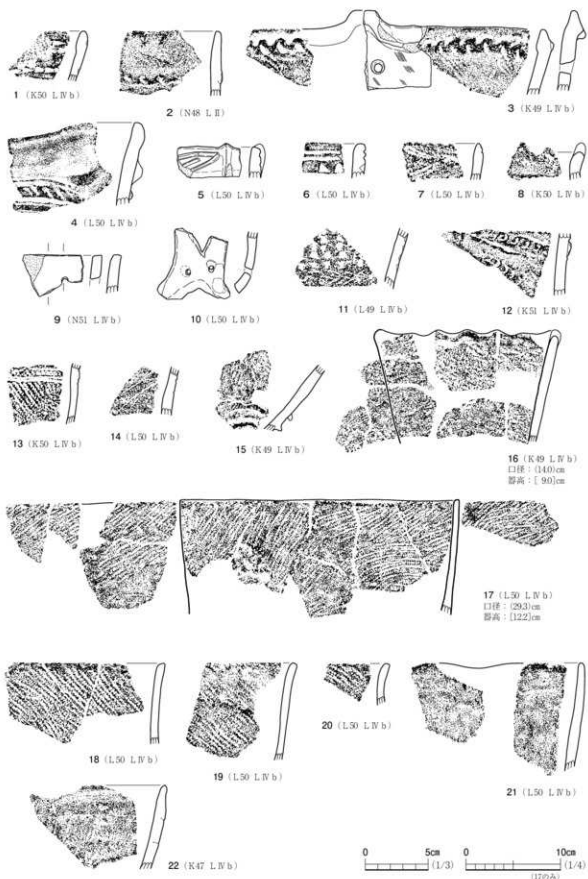 1 (K50 LⅣb)
2 (N48 LⅡ)
3 (K49 LⅣb)
4 (L50 LⅣb)
5 (L50 LⅣb)
6 (L50 LⅣb)
7 (L50 LⅣb)
8 (K50 LⅣb)
9 (N51 LⅣb)
10 (L50 LⅣb)
11 (L49 LⅣb)
12 (K51 LⅣb)
13 (K50 LⅣb)
14 (L50 LⅣb)
15 (K49 LⅣb)
16 (K49 LⅣb)
口径:(14.0)cm
器高:[ 9.0]cm
17 (L50 LⅣb)
口径:(29.3)cm
器高:[12.2]cm
18 (L50 LⅣb)
19 (L50 LⅣb)
20 (L50 LⅣb)
21 (L50 LⅣb)
22 (K47 LⅣb)
0 5cm
(1/3)
0 10cm
(1/4)
(17のみ)